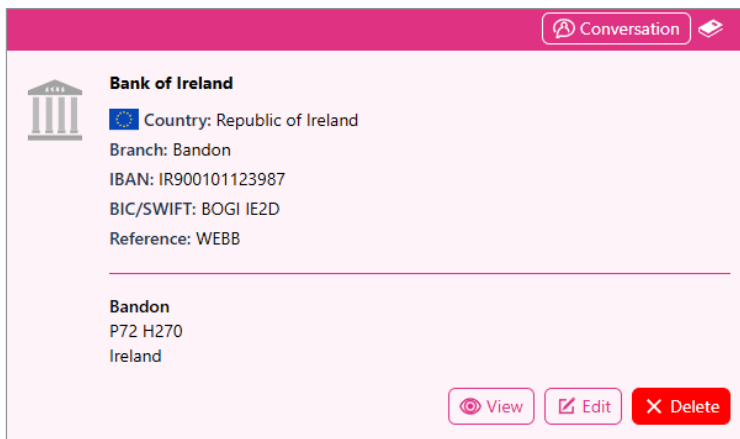 Conversation
Bank of Ireland
Country: Republic of Ireland
Branch: Bandon
IBAN: IR900101123987
BIC/SWIFT: BOGI IE2D
Reference: WEBB
Bandon
P72 H270
Ireland
View Edit Delete